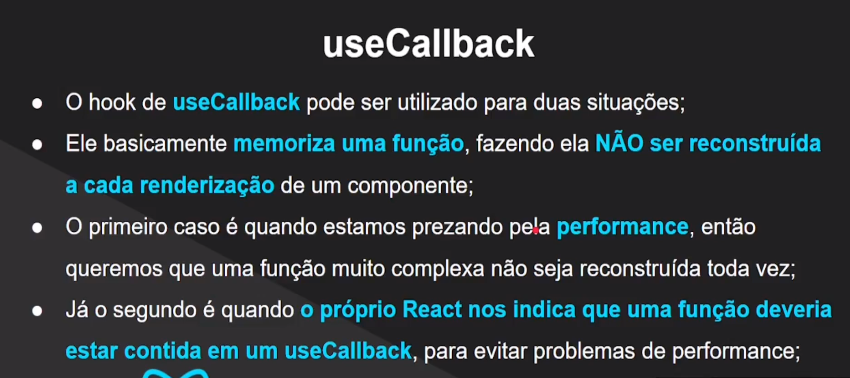 useCallback
● O hook de useCallback pode ser utilizado para duas situações;
● Ele basicamente memoriza uma função, fazendo ela NÃO ser reconstruída
a cada renderização de um componente;
● O primeiro caso é quando estamos prezando pela performance, então
queremos que uma função muito complexa não seja reconstruída toda vez;
● Já o segundo é quando o próprio React nos indica que uma função deveria
estar contida em um useCallback, para evitar problemas de performance;